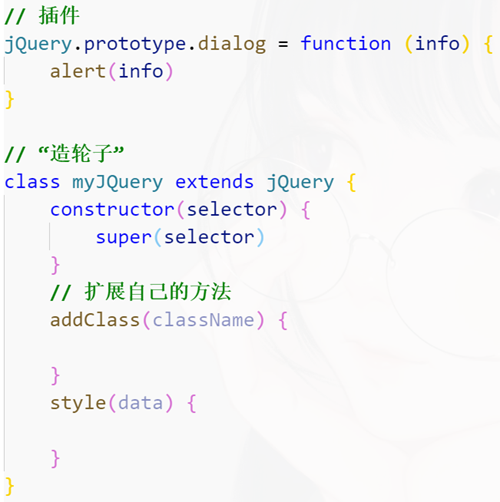 // 插件
jQuery.prototype.dialog = function (info) {
    alert(info)
}
// “造轮子”
class myJQuery extends jQuery {
    constructor(selector) {
        super(selector)
    }
    // 扩展自己的方法
    addClass(className) {
    }
    style(data) {
    }
}